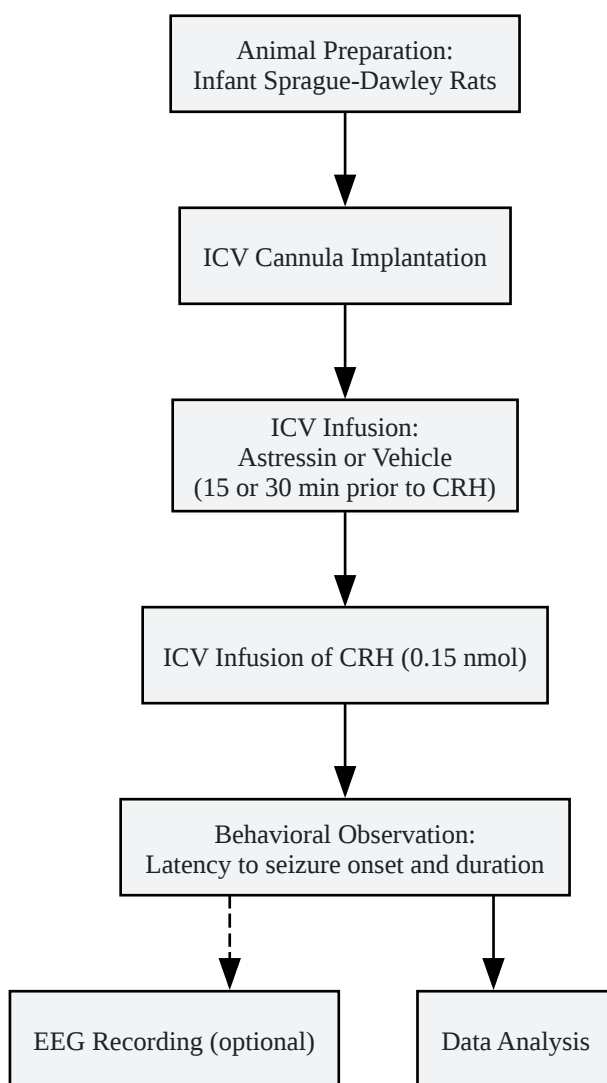 Animal Preparation:
Infant Sprague-Dawley Rats
ICV Cannula Implantation
ICV Infusion:
Astressin or Vehicle
(15 or 30 min prior to CRH)
ICV Infusion of CRH (0.15 nmol)
Behavioral Observation:
Latency to seizure onset and duration
EEG Recording (optional)
Data Analysis